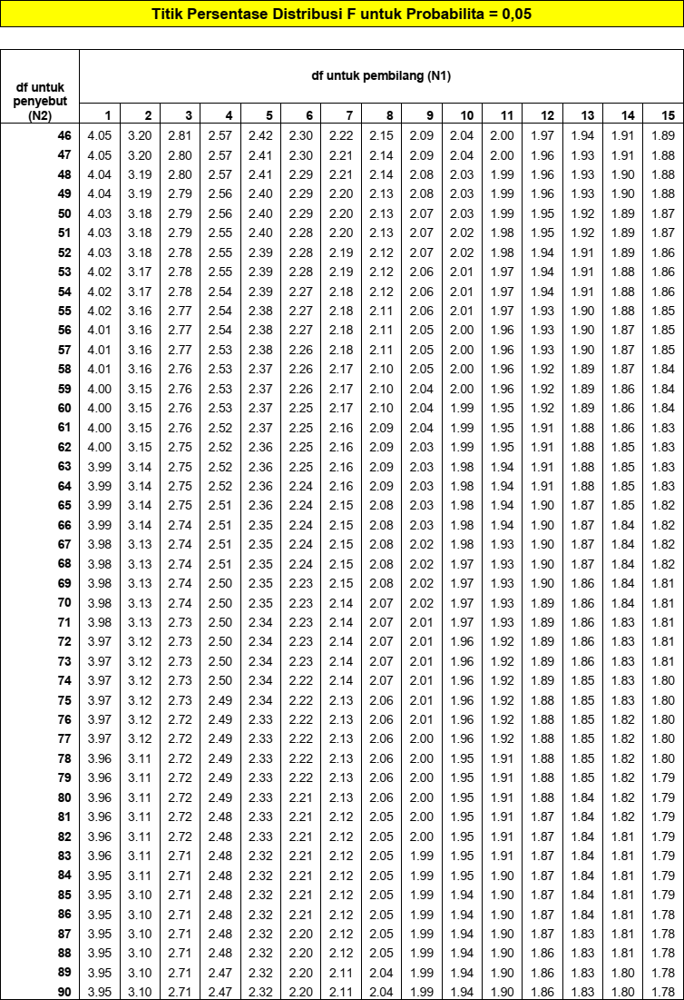 Titik Persentase Distribusi F untuk Probabilita = 0,05
df untuk pembilang (N1)
df untuk
penyebut
(N2) 1 2 3 4 5 6 7 8 9 10 11 12 13 14 15
46 4.05 3.20 2.81 2.57 2.42 2.30 2.22 2.15 2.09 2.04 2.00 1.97 1.94 1.91 1.89
47 4.05 3.20 2.80 2.57 2.41 2.30 2.21 2.14 2.09 2.04 2.00 1.96 1.93 1.91 1.88
48 4.04 3.19 2.80 2.57 2.41 2.29 2.21 2.14 2.08 2.03 1.99 1.96 1.93 1.90 1.88
49 4.04 3.19 2.79 2.56 2.40 2.29 2.20 2.13 2.08 2.03 1.99 1.96 1.93 1.90 1.88
50 4.03 3.18 2.79 2.56 2.40 2.29 2.20 2.13 2.07 2.03 1.99 1.95 1.92 1.89 1.87
51 4.03 3.18 2.79 2.55 2.40 2.28 2.20 2.13 2.07 2.02 1.98 1.95 1.92 1.89 1.87
52 4.03 3.18 2.78 2.55 2.39 2.28 2.19 2.12 2.07 2.02 1.98 1.94 1.91 1.89 1.86
53 4.02 3.17 2.78 2.55 2.39 2.28 2.19 2.12 2.06 2.01 1.97 1.94 1.91 1.88 1.86
54 4.02 3.17 2.78 2.54 2.39 2.27 2.18 2.12 2.06 2.01 1.97 1.94 1.91 1.88 1.86
55 4.02 3.16 2.77 2.54 2.38 2.27 2.18 2.11 2.06 2.01 1.97 1.93 1.90 1.88 1.85
56 4.01 3.16 2.77 2.54 2.38 2.27 2.18 2.11 2.05 2.00 1.96 1.93 1.90 1.87 1.85
57 4.01 3.16 2.77 2.53 2.38 2.26 2.18 2.11 2.05 2.00 1.96 1.93 1.90 1.87 1.85
58 4.01 3.16 2.76 2.53 2.37 2.26 2.17 2.10 2.05 2.00 1.96 1.92 1.89 1.87 1.84
59 4.00 3.15 2.76 2.53 2.37 2.26 2.17 2.10 2.04 2.00 1.96 1.92 1.89 1.86 1.84
60 4.00 3.15 2.76 2.53 2.37 2.25 2.17 2.10 2.04 1.99 1.95 1.92 1.89 1.86 1.84
61 4.00 3.15 2.76 2.52 2.37 2.25 2.16 2.09 2.04 1.99 1.95 1.91 1.88 1.86 1.83
62 4.00 3.15 2.75 2.52 2.36 2.25 2.16 2.09 2.03 1.99 1.95 1.91 1.88 1.85 1.83
63 3.99 3.14 2.75 2.52 2.36 2.25 2.16 2.09 2.03 1.98 1.94 1.91 1.88 1.85 1.83
64 3.99 3.14 2.75 2.52 2.36 2.24 2.16 2.09 2.03 1.98 1.94 1.91 1.88 1.85 1.83
65 3.99 3.14 2.75 2.51 2.36 2.24 2.15 2.08 2.03 1.98 1.94 1.90 1.87 1.85 1.82
66 3.99 3.14 2.74 2.51 2.35 2.24 2.15 2.08 2.03 1.98 1.94 1.90 1.87 1.84 1.82
67 3.98 3.13 2.74 2.51 2.35 2.24 2.15 2.08 2.02 1.98 1.93 1.90 1.87 1.84 1.82
68 3.98 3.13 2.74 2.51 2.35 2.24 2.15 2.08 2.02 1.97 1.93 1.90 1.87 1.84 1.82
69 3.98 3.13 2.74 2.50 2.35 2.23 2.15 2.08 2.02 1.97 1.93 1.90 1.86 1.84 1.81
70 3.98 3.13 2.74 2.50 2.35 2.23 2.14 2.07 2.02 1.97 1.93 1.89 1.86 1.84 1.81
71 3.98 3.13 2.73 2.50 2.34 2.23 2.14 2.07 2.01 1.97 1.93 1.89 1.86 1.83 1.81
72 3.97 3.12 2.73 2.50 2.34 2.23 2.14 2.07 2.01 1.96 1.92 1.89 1.86 1.83 1.81
73 3.97 3.12 2.73 2.50 2.34 2.23 2.14 2.07 2.01 1.96 1.92 1.89 1.86 1.83 1.81
74 3.97 3.12 2.73 2.50 2.34 2.22 2.14 2.07 2.01 1.96 1.92 1.89 1.85 1.83 1.80
75 3.97 3.12 2.73 2.49 2.34 2.22 2.13 2.06 2.01 1.96 1.92 1.88 1.85 1.83 1.80
76 3.97 3.12 2.72 2.49 2.33 2.22 2.13 2.06 2.01 1.96 1.92 1.88 1.85 1.82 1.80
77 3.97 3.12 2.72 2.49 2.33 2.22 2.13 2.06 2.00 1.96 1.92 1.88 1.85 1.82 1.80
78 3.96 3.11 2.72 2.49 2.33 2.22 2.13 2.06 2.00 1.95 1.91 1.88 1.85 1.82 1.80
79 3.96 3.11 2.72 2.49 2.33 2.22 2.13 2.06 2.00 1.95 1.91 1.88 1.85 1.82 1.79
80 3.96 3.11 2.72 2.49 2.33 2.21 2.13 2.06 2.00 1.95 1.91 1.88 1.84 1.82 1.79
81 3.96 3.11 2.72 2.48 2.33 2.21 2.12 2.05 2.00 1.95 1.91 1.87 1.84 1.82 1.79
82 3.96 3.11 2.72 2.48 2.33 2.21 2.12 2.05 2.00 1.95 1.91 1.87 1.84 1.81 1.79
83 3.96 3.11 2.71 2.48 2.32 2.21 2.12 2.05 1.99 1.95 1.91 1.87 1.84 1.81 1.79
84 3.95 3.11 2.71 2.48 2.32 2.21 2.12 2.05 1.99 1.95 1.90 1.87 1.84 1.81 1.79
85 3.95 3.10 2.71 2.48 2.32 2.21 2.12 2.05 1.99 1.94 1.90 1.87 1.84 1.81 1.79
86 3.95 3.10 2.71 2.48 2.32 2.21 2.12 2.05 1.99 1.94 1.90 1.87 1.84 1.81 1.78
87 3.95 3.10 2.71 2.48 2.32 2.20 2.12 2.05 1.99 1.94 1.90 1.87 1.83 1.81 1.78
88 3.95 3.10 2.71 2.48 2.32 2.20 2.12 2.05 1.99 1.94 1.90 1.86 1.83 1.81 1.78
89 3.95 3.10 2.71 2.47 2.32 2.20 2.11 2.04 1.99 1.94 1.90 1.86 1.83 1.80 1.78
90 3.95 3.10 2.71 2.47 2.32 2.20 2.11 2.04 1.99 1.94 1.90 1.86 1.83 1.80 1.78